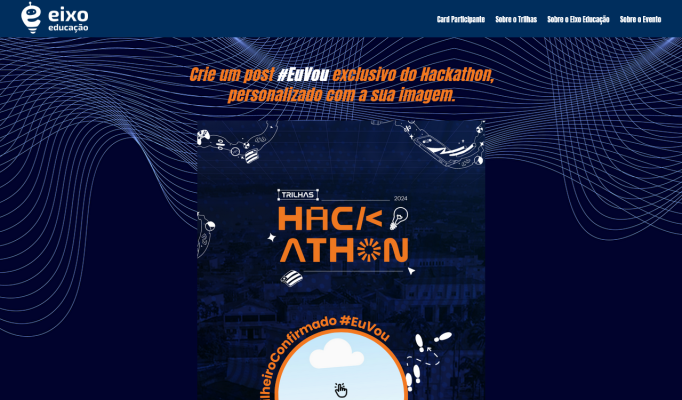 eixo
educação
Card Participante Sobre o Trilhas Sobre o Eixo Educação Sobre o Evento
Crie um post #EuVou exclusivo do Hackathon,
personalizado com a sua imagem.
TRILHAS
2024
HACK
ATHON
lheiroConfirmado #EuVou